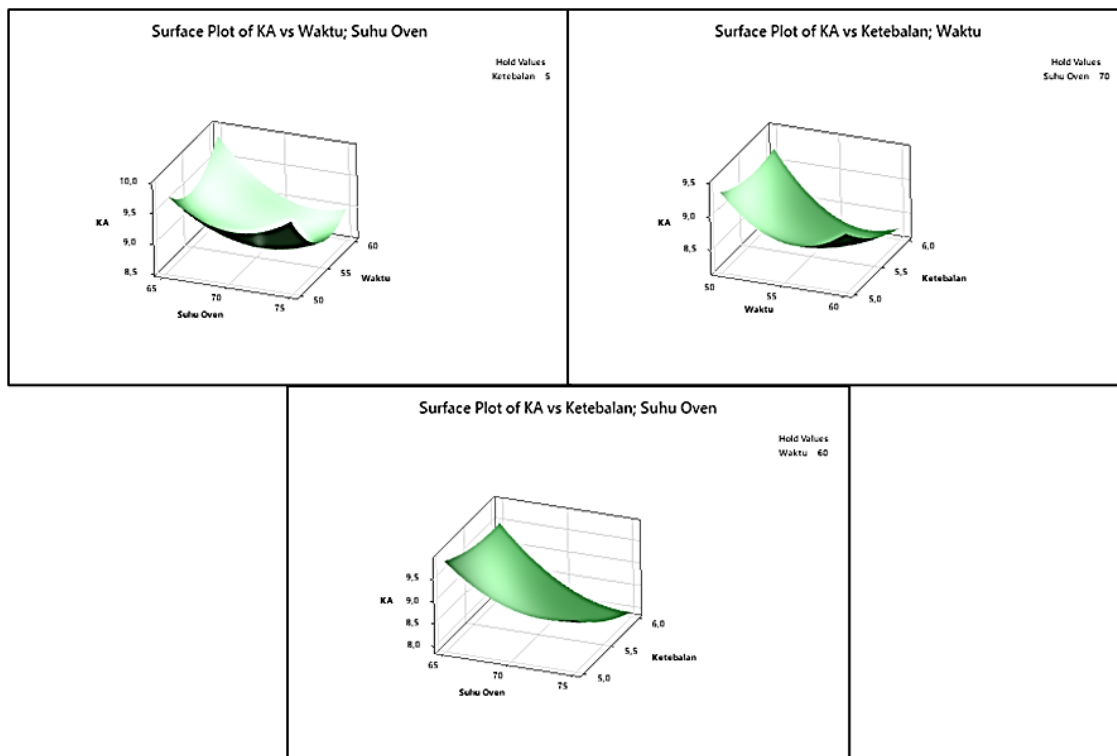 Surface Plot of KA vs Waktu; Suhu Oven
Hold Values
Ketebalan 5
10,0
9,5
9,0
8,5
KA
65
70
75
Suhu Oven
50
55
60
Waktu
Surface Plot of KA vs Ketebalan; Waktu
Hold Values
Suhu Oven 70
9,5
9,0
8,5
KA
50
55
60
Waktu
5,0
5,5
6,0
Ketebalan
Surface Plot of KA vs Ketebalan; Suhu Oven
Hold Values
Waktu 60
9,5
9,0
8,5
8,0
KA
65
70
75
Suhu Oven
5,0
5,5
6,0
Ketebalan